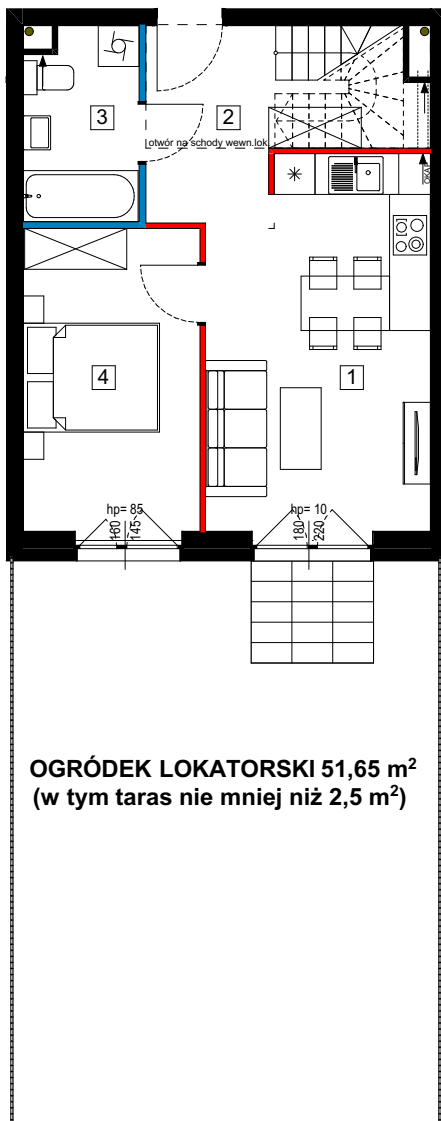 3
2
otwór na schody wewn.lok.
OKAP
4
1
hp= 85
160
145
hp= 10
180
220
OGRÓDEK LOKATORSKI 51,65 m²
(w tym taras nie mniej niż 2,5 m²)